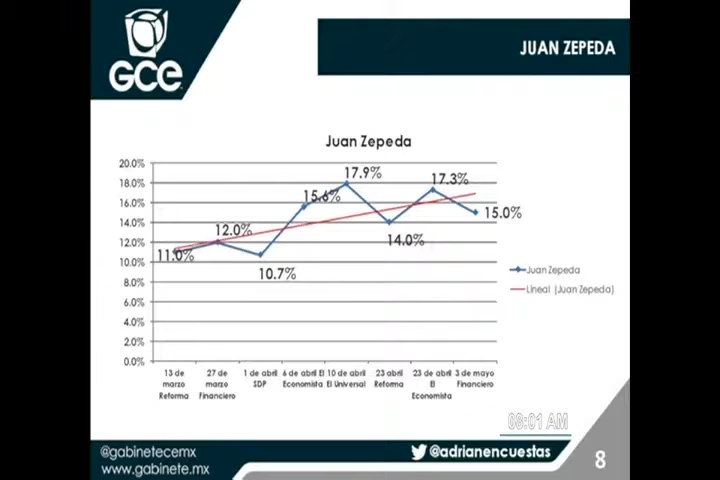 GCE
JUAN ZEPEDA
Juan Zepeda
20.0%
18.0%
16.0%
14.0%
12.0%
10.0%
8.0%
6.0%
4.0%
2.0%
0.0%
11.0%
12.0%
10.7%
15.6%
17.9%
14.0%
17.3%
15.0%
Juan Zepeda
Lineal (Juan Zepeda)
13 de
marzo
Reforma
27 de
marzo
Financiero
1 de abril
SDP
6 de abril El
Economista
10 de abril
El Universal
23 abril
Reforma
23 de abril
El
Economista
3 de mayo
Financiero
08:01 AM
@gabinetecemx
www.gabinete.mx
@adrianencuestas
8